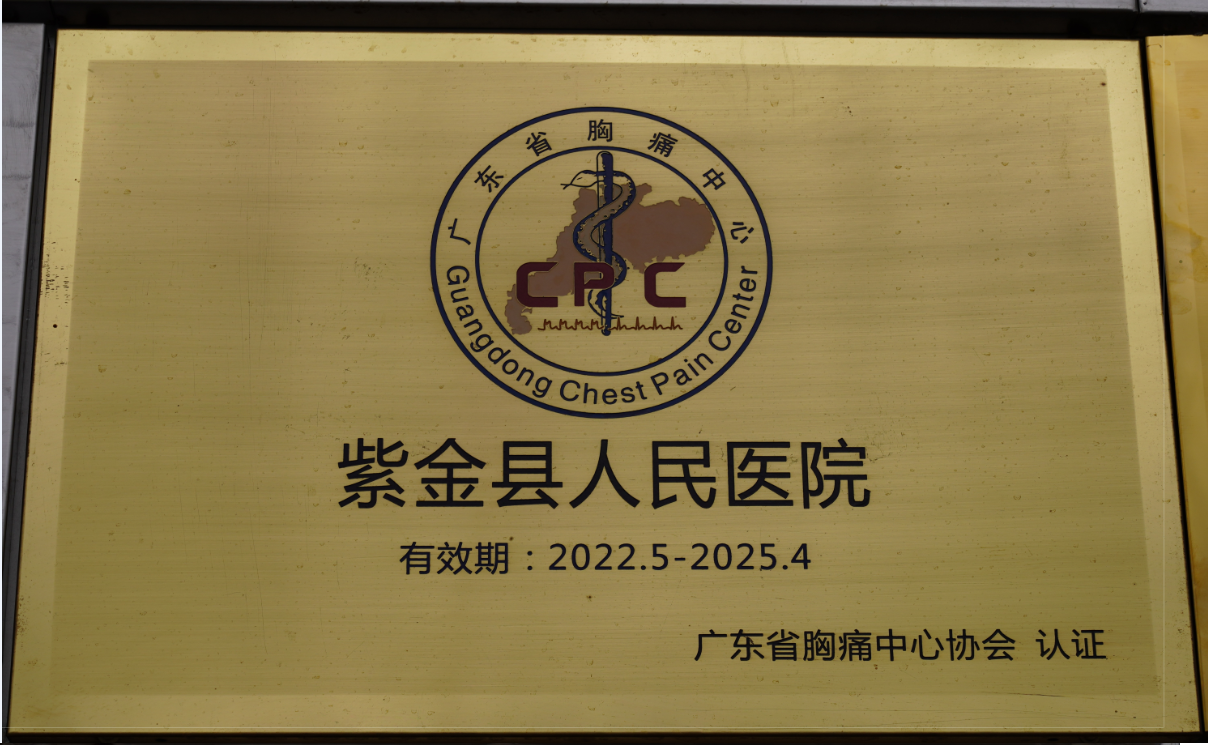 广东省胸痛中心
CPC
Guangdong Chest Pain Center
紫金县人民医院
有效期：2022.5-2025.4
广东省胸痛中心协会 认证